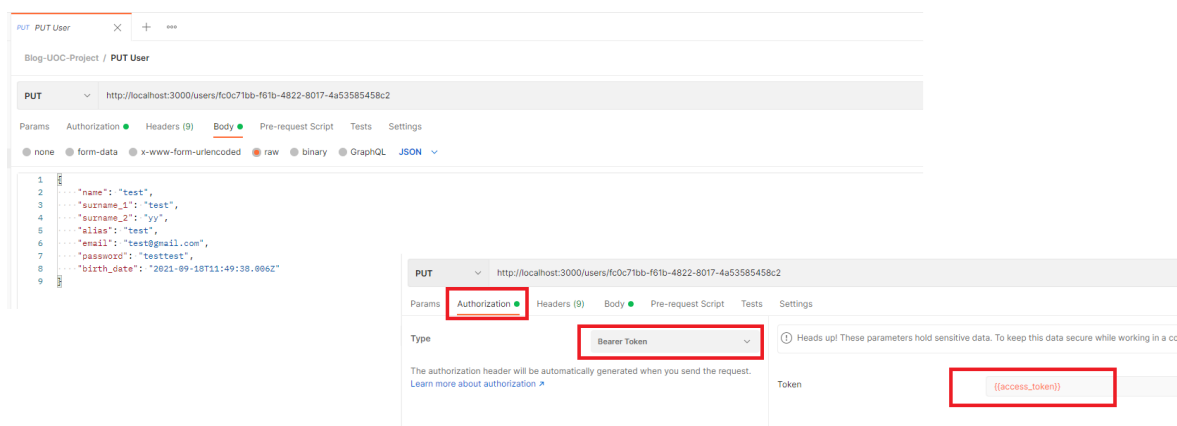 PUT PUT User
Blog-UOC-Project / PUT User
PUT http://localhost:3000/users/fc0c71bb-f61b-4822-8017-4a53585458c2
Params Authorization Headers (9) Body Pre-request Script Tests Settings
none form-data x-www-form-urlencoded raw binary GraphQL JSON
1 {
2 ····"name": "test",
3 ····"surname_1": "test",
4 ····"surname_2": "yy",
5 ····"alias": "test",
6 ····"email": "test@gmail.com",
7 ····"password": "testtest",
8 ····"birth_date": "2021-09-18T11:49:38.006Z"
9 }
PUT http://localhost:3000/users/fc0c71bb-f61b-4822-8017-4a53585458c2
Params Authorization Headers (9) Body Pre-request Script Tests Settings
Type Bearer Token
The authorization header will be automatically generated when you send the request.
Learn more about authorization ↗
Heads up! These parameters hold sensitive data. To keep this data secure while working in a co
Token {{access_token}}